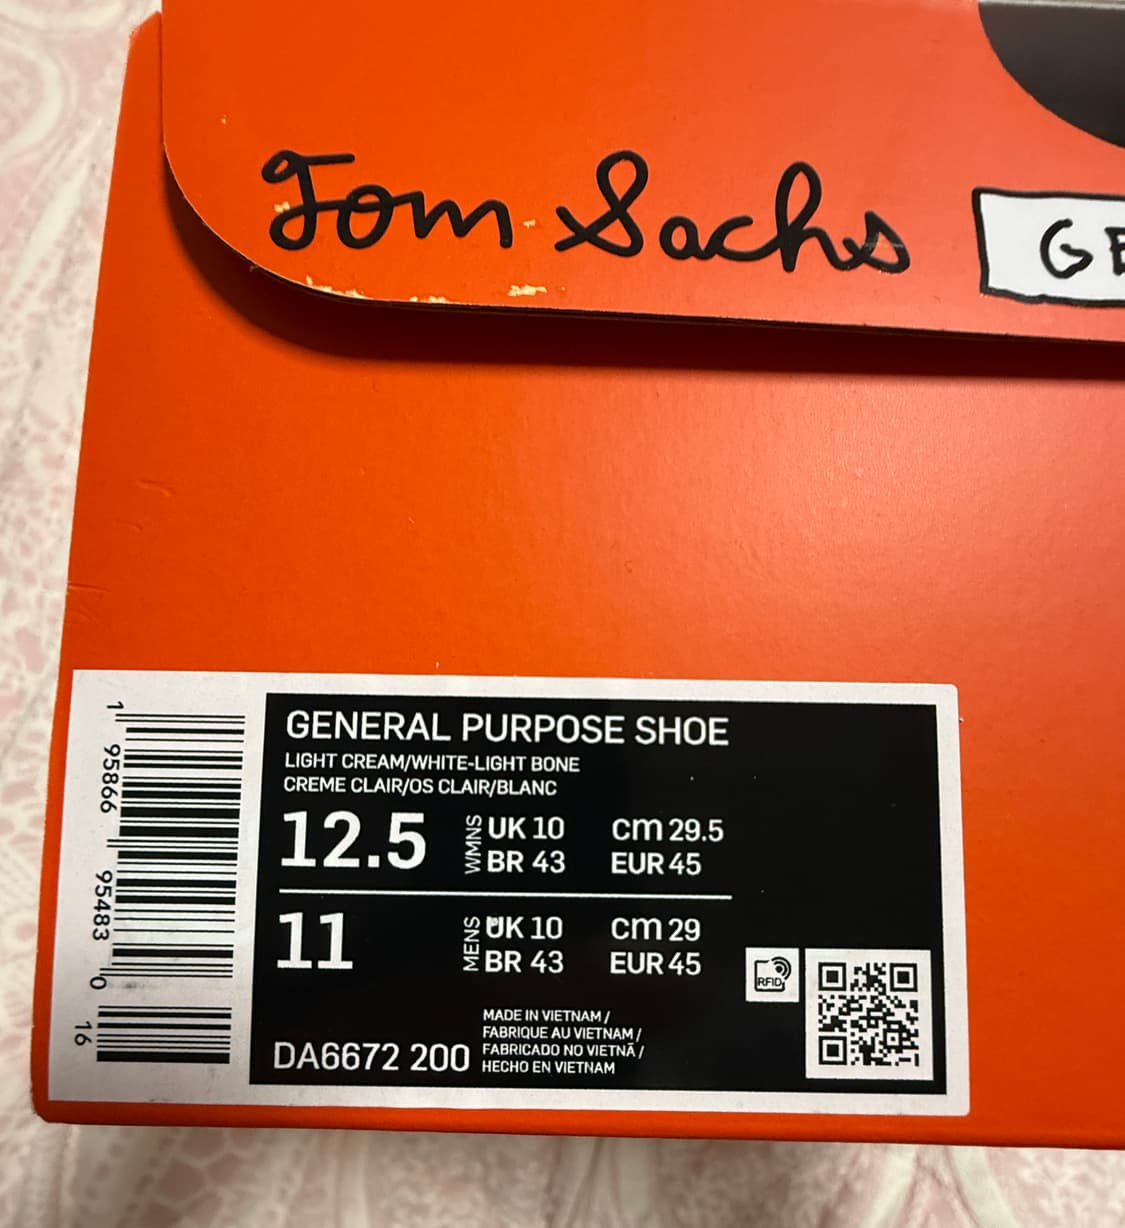 Tom Sachs
GENERAL PURPOSE SHOE
LIGHT CREAM/WHITE-LIGHT BONE
CREME CLAIR/OS CLAIR/BLANC
12.5 WMNS UK 10 cm 29.5
BR 43 EUR 45
11 MENS UK 10 cm 29
BR 43 EUR 45
MADE IN VIETNAM /
FABRIQUE AU VIETNAM /
FABRICADO NO VIETNÃ /
HECHO EN VIETNAM
DA6672 200
RFID
1 95866 95483 0 16